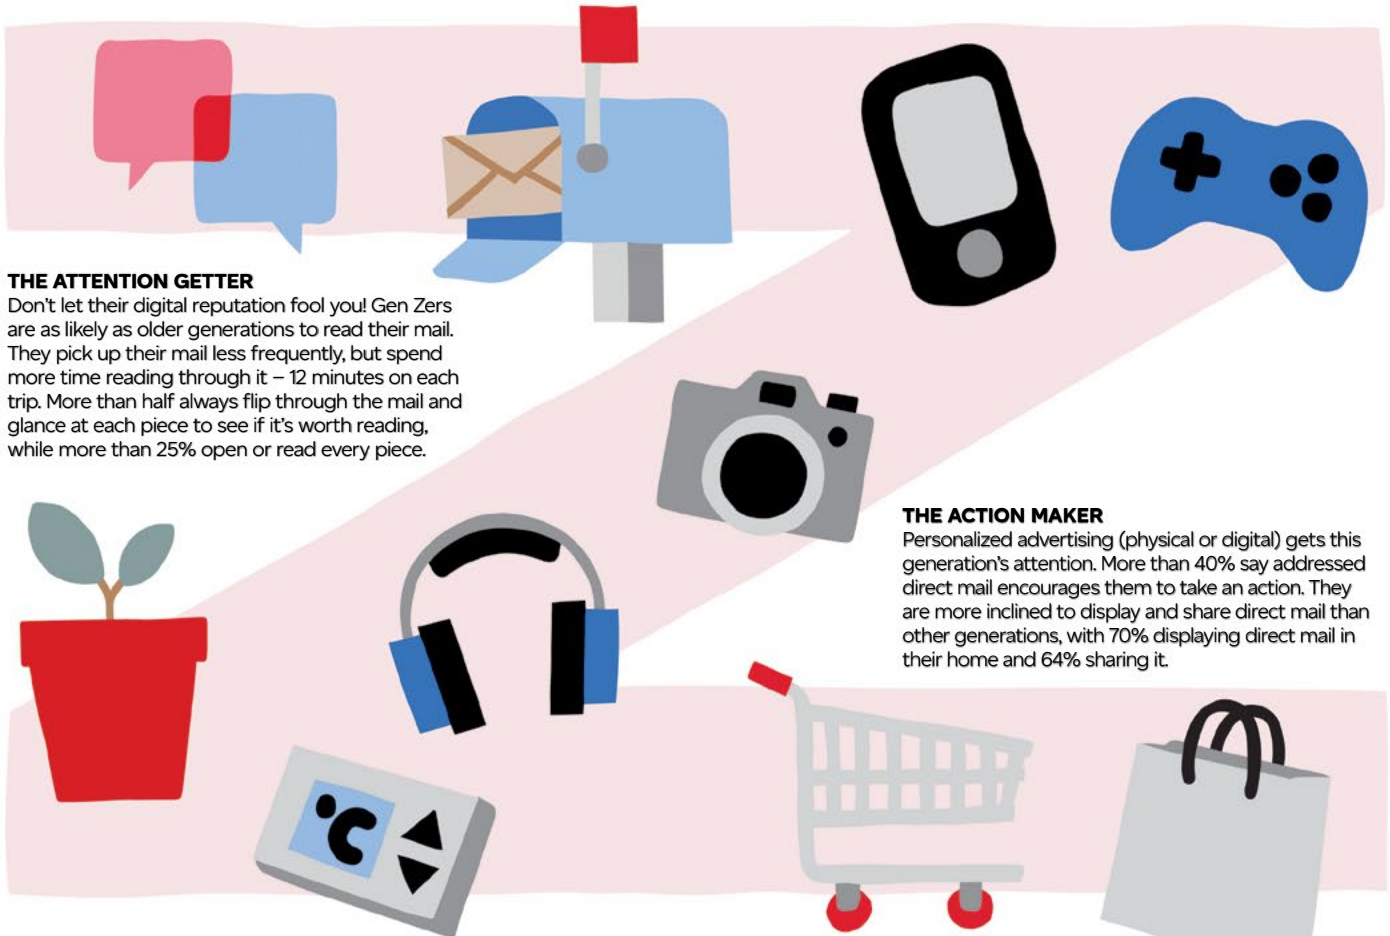 THE ATTENTION GETTER
Don't let their digital reputation fool you! Gen Zers
are as likely as older generations to read their mail.
They pick up their mail less frequently, but spend
more time reading through it – 12 minutes on each
trip. More than half always flip through the mail and
glance at each piece to see if it's worth reading,
while more than 25% open or read every piece.
THE ACTION MAKER
Personalized advertising (physical or digital) gets this
generation's attention. More than 40% say addressed
direct mail encourages them to take an action. They
are more inclined to display and share direct mail than
other generations, with 70% displaying direct mail in
their home and 64% sharing it.
°C